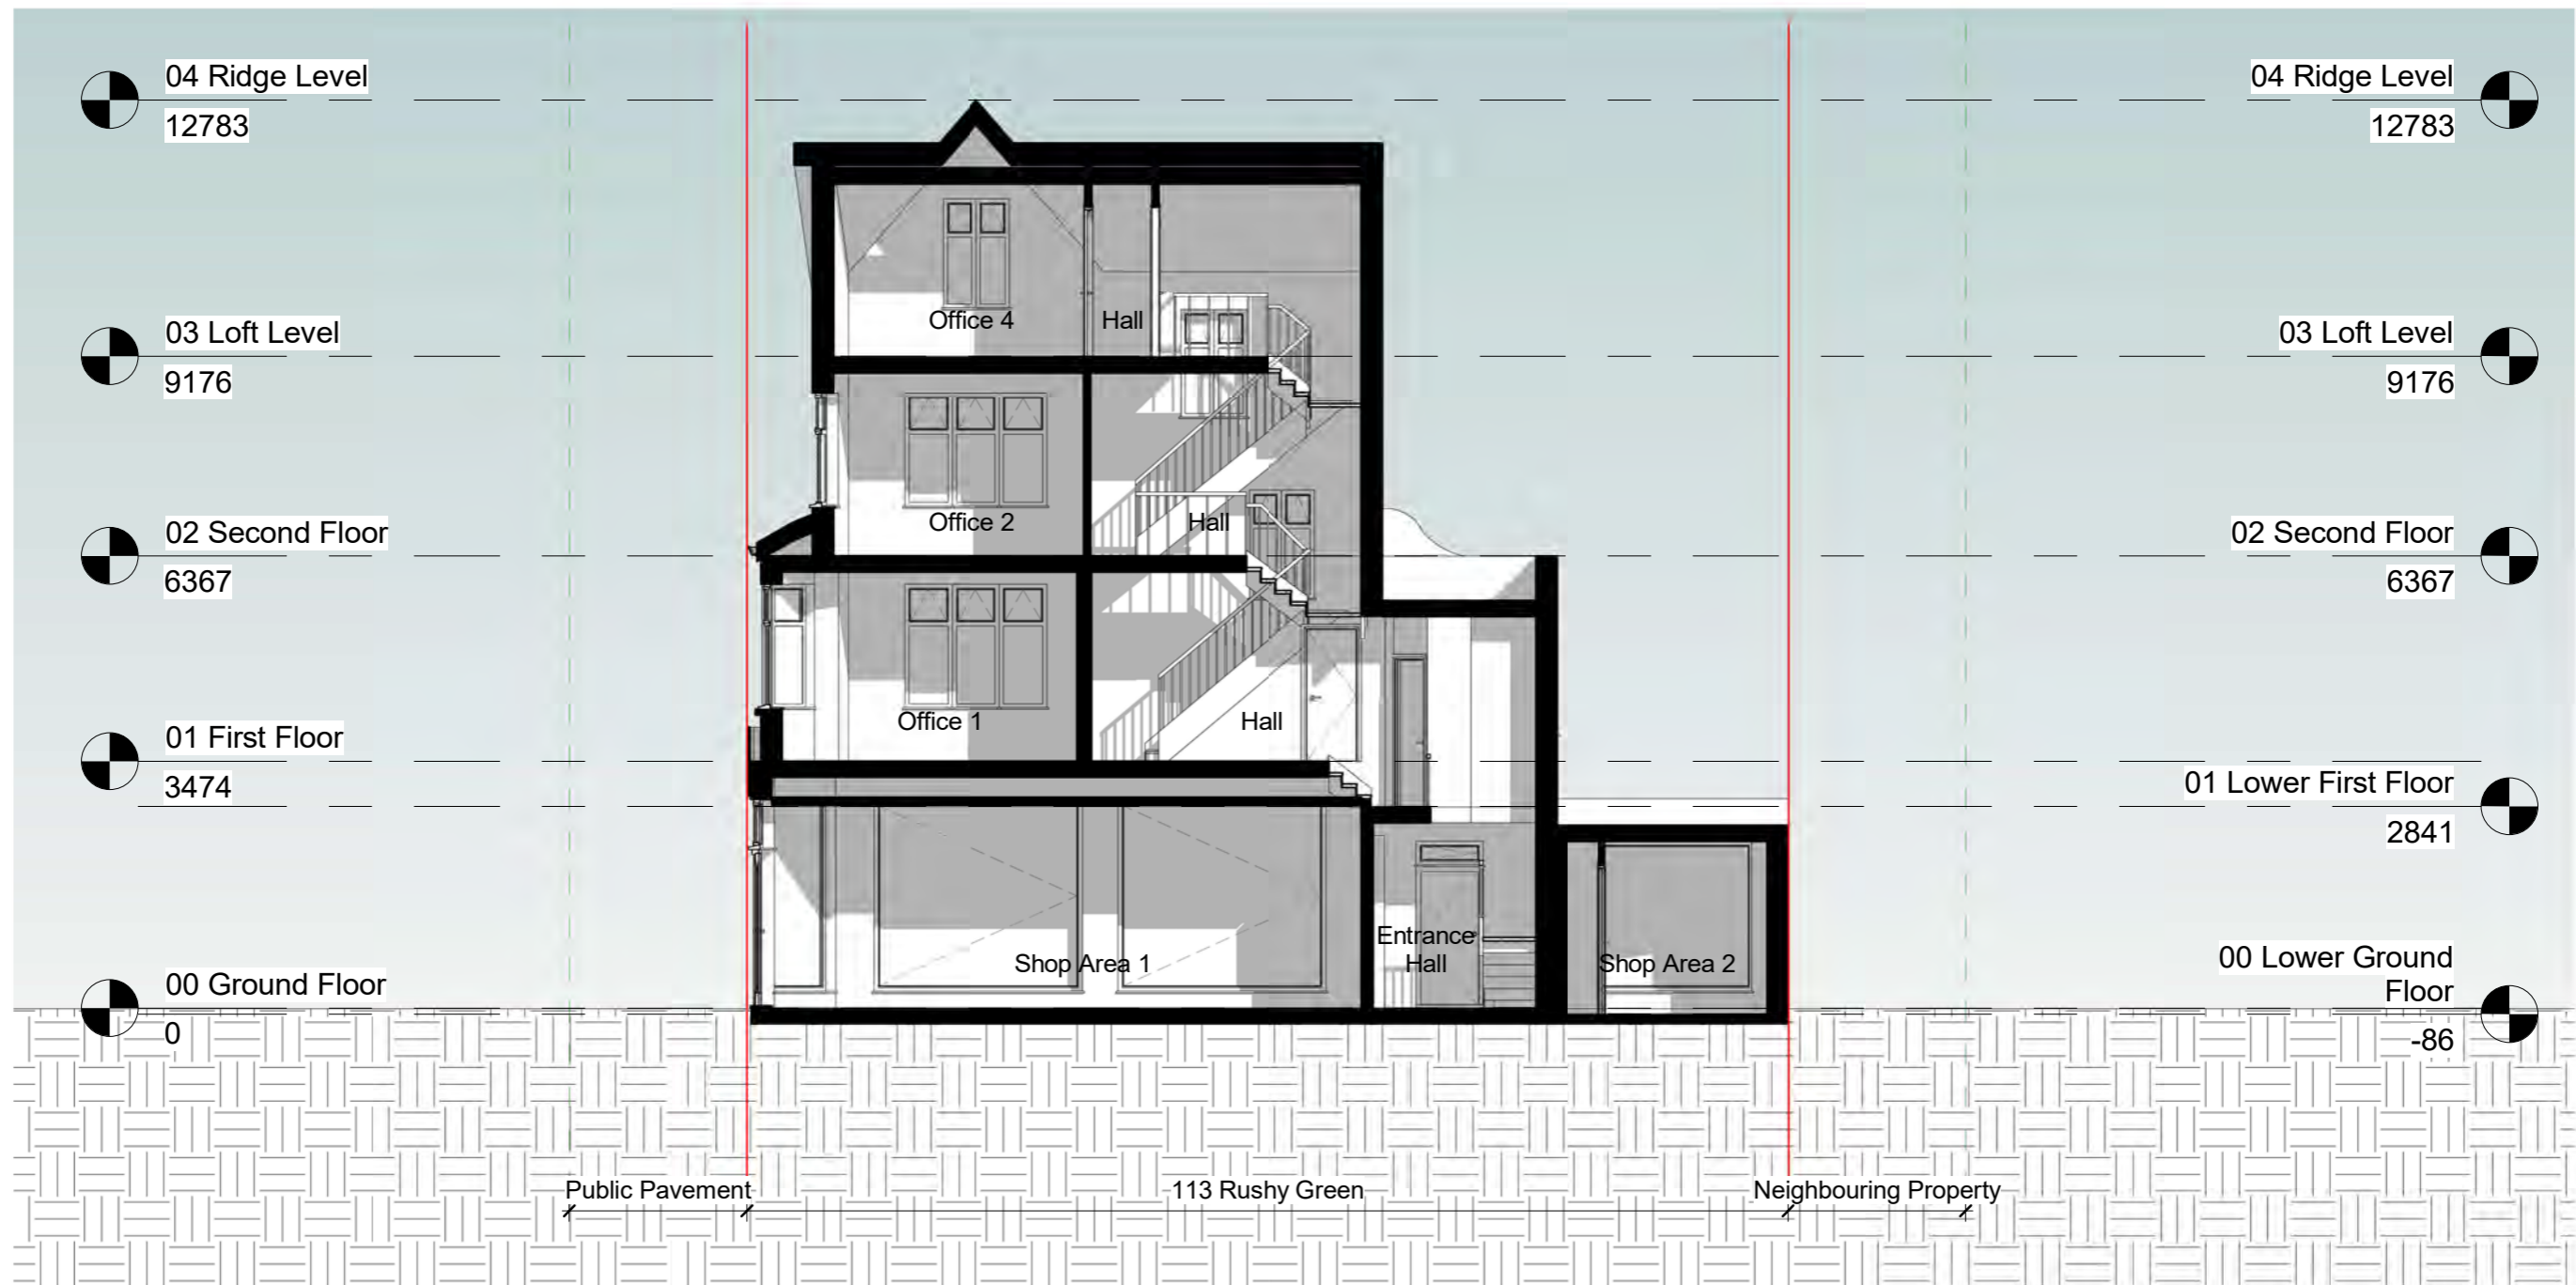 04 Ridge Level
12783
04 Ridge Level
12783
03 Loft Level
9176
Office 4
Hall
03 Loft Level
9176
02 Second Floor
6367
Office 2
Hall
02 Second Floor
6367
01 First Floor
3474
Office 1
Hall
01 Lower First Floor
2841
00 Ground Floor
0
Shop Area 1
Entrance
Hall
Shop Area 2
00 Lower Ground
Floor
-86
Public Pavement
113 Rushy Green
Neighbouring Property